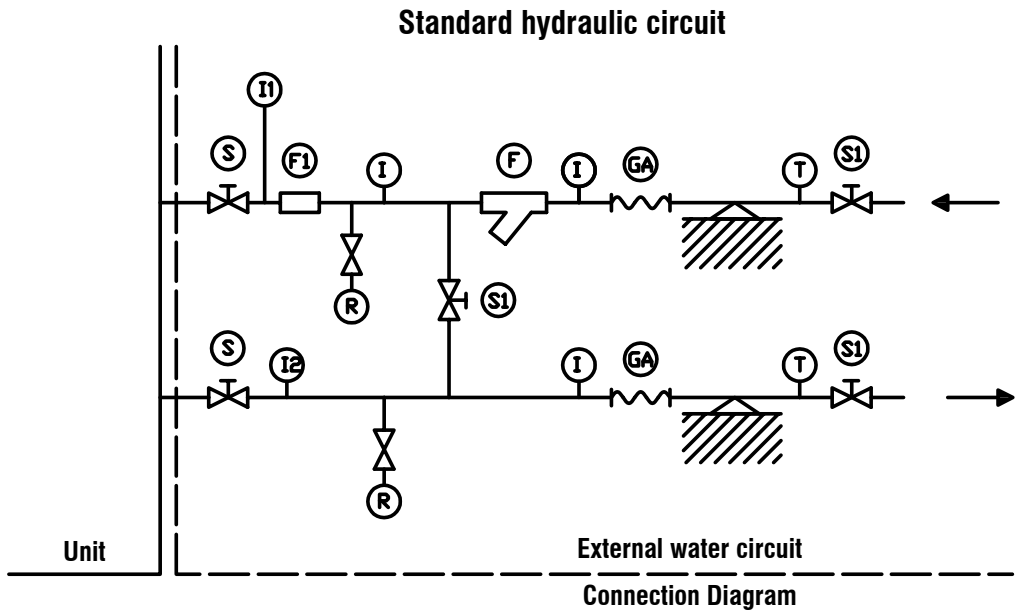 Standard hydraulic circuit
I1
S F1 I F I GA T S1
R S1
S I2 I GA T S1
R
Unit External water circuit
Connection Diagram